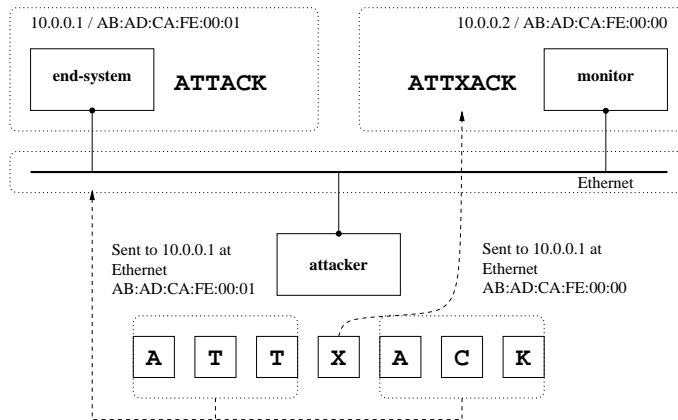 10.0.0.1 / AB:AD:CA:FE:00:01
10.0.0.2 / AB:AD:CA:FE:00:00
end-system
ATTACK
ATTXACK
monitor
Ethernet
Sent to 10.0.0.1 at
Ethernet
AB:AD:CA:FE:00:01
attacker
Sent to 10.0.0.1 at
Ethernet
AB:AD:CA:FE:00:00
A T T X A C K